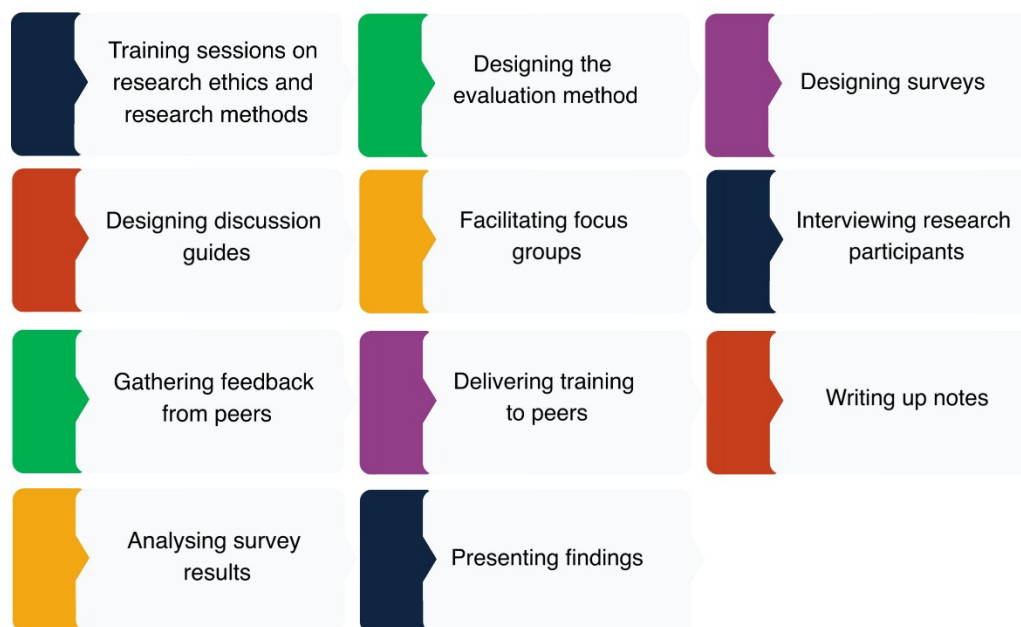 Training sessions on
research ethics and
research methods
Designing the
evaluation method
Designing surveys
Designing discussion
guides
Facilitating focus
groups
Interviewing research
participants
Gathering feedback
from peers
Delivering training
to peers
Writing up notes
Analysing survey
results
Presenting findings